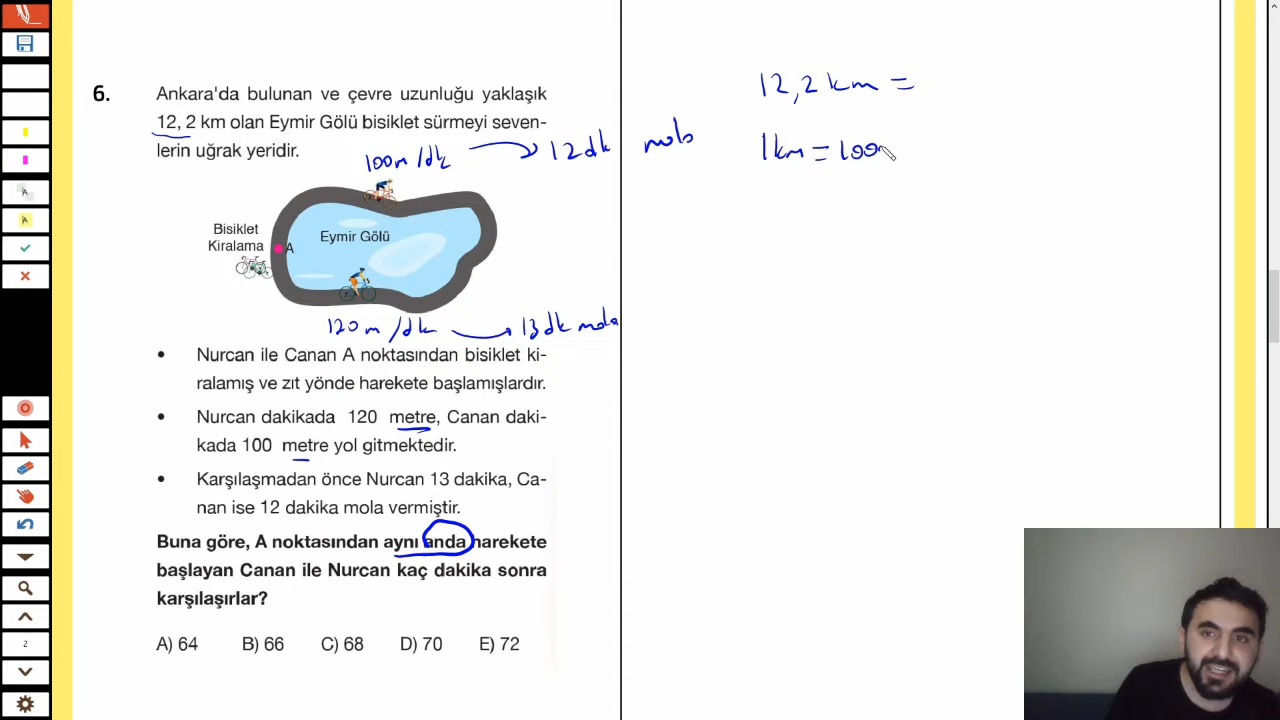 6.
Ankara'da bulunan ve çevre uzunluğu yaklaşık
12, 2 km olan Eymir Gölü bisiklet sürmeyi seven-
lerin uğrak yeridir.
100m/dk
12dk mola
Bisiklet
Kiralama
A
Eymir Gölü
120m/dk
13dk mola
• Nurcan ile Canan A noktasından bisiklet ki-
ralamış ve zıt yönde harekete başlamışlardır.
• Nurcan dakikada 120 metre, Canan daki-
kada 100 metre yol gitmektedir.
• Karşılaşmadan önce Nurcan 13 dakika, Ca-
nan ise 12 dakika mola vermiştir.
Buna göre, A noktasından aynı anda harekete
başlayan Canan ile Nurcan kaç dakika sonra
karşılaşırlar?
A) 64 B) 66 C) 68 D) 70 E) 72
12,2 km =
1km = 1000
A
A
2